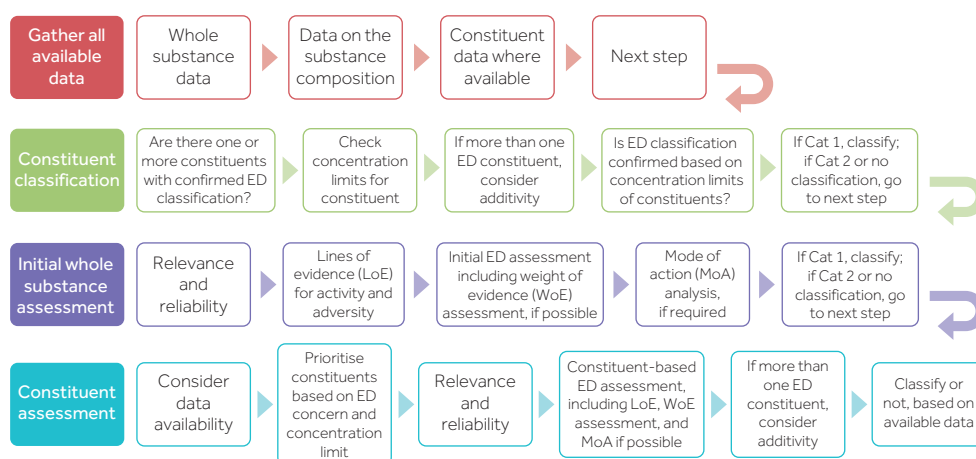 Gather all
available
data
Whole
substance
data
Data on the
substance
composition
Constituent
data where
available
Next step
Constituent
classification
Are there one or
more constituents
with confirmed ED
classification?
Check
concentration
limits for
constituent
If more than one
ED constituent,
consider
additivity
Is ED classification
confirmed based on
concentration limits
of constituents?
If Cat 1, classify;
if Cat 2 or no
classification, go
to next step
Initial whole
substance
assessment
Relevance
and
reliability
Lines of
evidence (LoE)
for activity and
adversity
Initial ED assessment
including weight of
evidence (WoE)
assessment, if possible
Mode of
action (MoA)
analysis,
if required
If Cat 1, classify;
if Cat 2 or no
classification, go
to next step
Constituent
assessment
Consider
data
availability
Prioritise
constituents
based on ED
concern and
concentration
limit
Relevance
and
reliability
Constituent-based
ED assessment,
including LoE, WoE
assessment, and
MoA if possible
If more than
one ED
constituent,
consider
additivity
Classify or
not, based on
available data